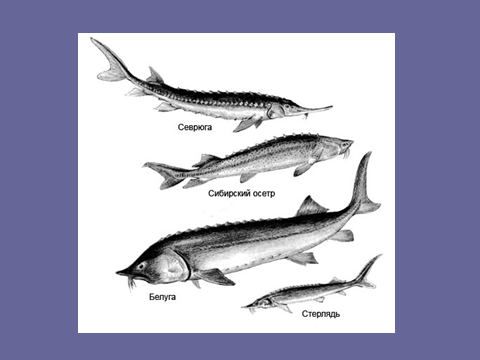 Севрюга
Сибирский осетр
Белуга
Стерлядь